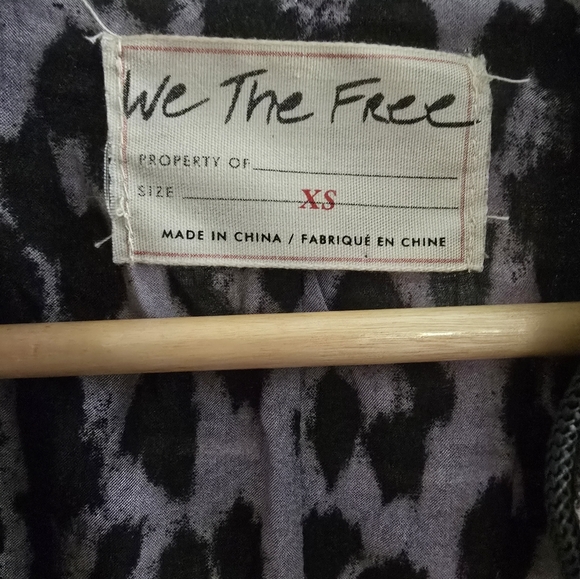 We The Free
PROPERTY OF
SIZE XS
MADE IN CHINA / FABRIQUÉ EN CHINE